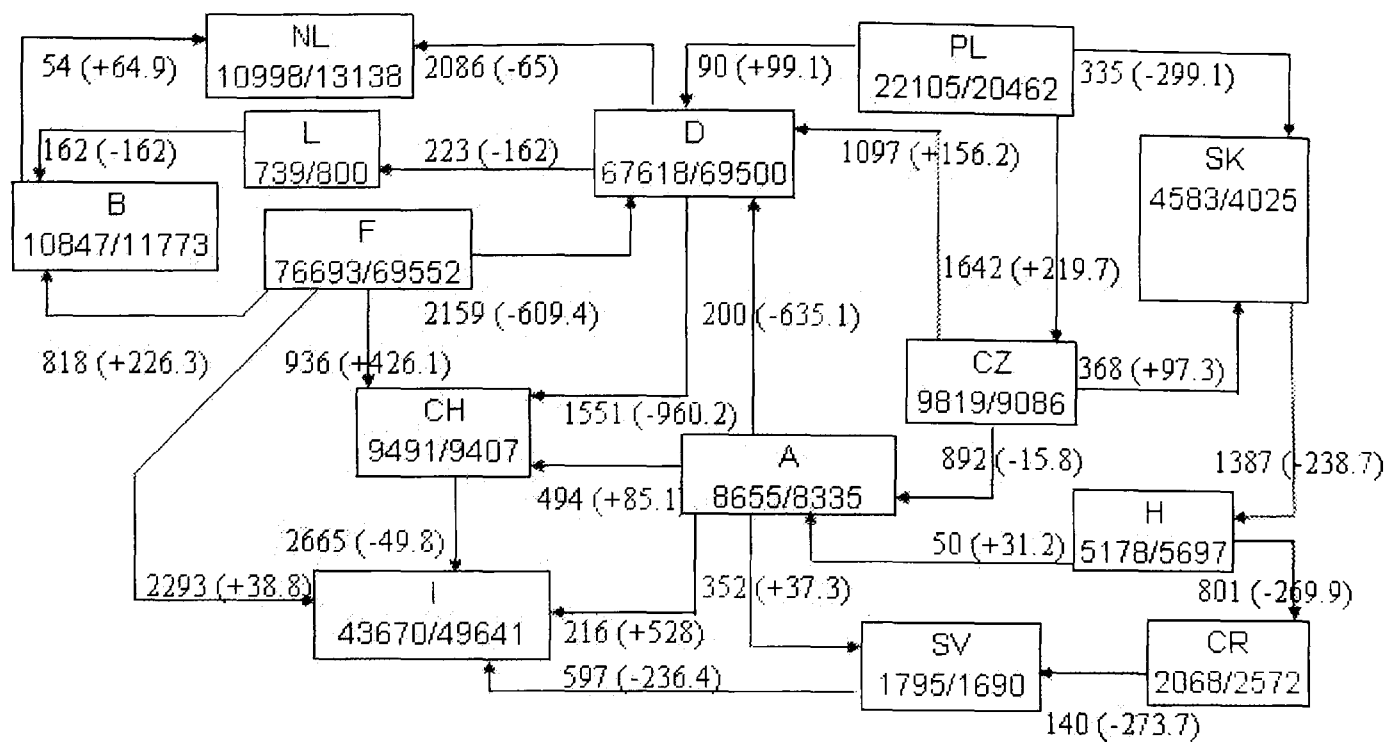 NL
10998/13138
54 (+64.9)
2086 (-65)
90 (+99.1)
PL
22105/20462
335 (-299.1)
L
739/800
162 (-162)
223 (-162)
D
67618/69500
1097 (+156.2)
SK
4583/4025
B
10847/11773
F
76693/69552
1642 (+219.7)
2159 (-609.4)
200 (-635.1)
818 (+226.3)
936 (+426.1)
CZ
9819/9086
368 (+97.3)
CH
9491/9407
1551 (-960.2)
A
8655/8335
892 (-15.8)
1387 (-238.7)
494 (+85.1)
H
5178/5697
2665 (-49.8)
50 (+31.2)
2293 (+38.8)
352 (+37.3)
801 (-269.9)
I
43670/49641
216 (+528)
SV
1795/1690
CR
2068/2572
597 (-236.4)
140 (-273.7)